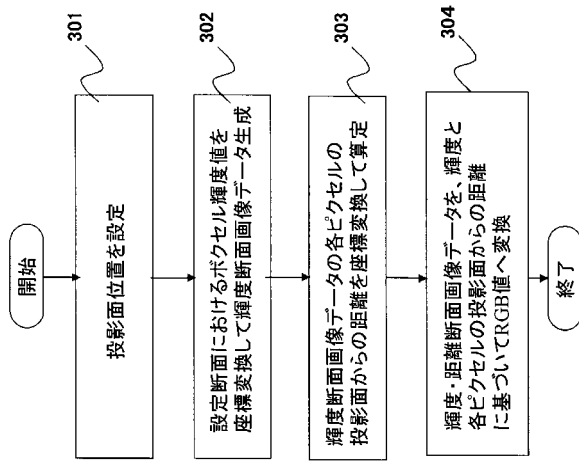 開始
投影面位置を設定
301
設定断面におけるボクセル輝度値を
座標変換して輝度断面画像データ生成
302
輝度断面画像データの各ピクセルの
投影面からの距離を座標変換して算定
303
輝度・距離断面画像データを、輝度と
各ピクセルの投影面からの距離
に基づいてRGB値へ変換
304
終了